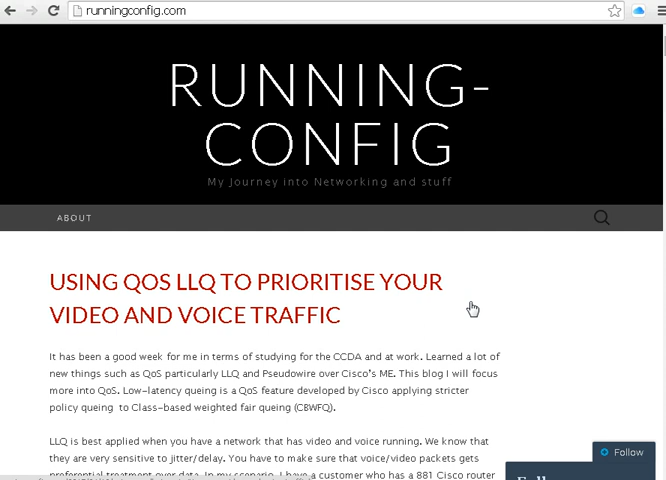 runningconfig.com
RUNNING-
CONFIG
My Journey into Networking and stuff
ABOUT
USING QOS LLQ TO PRIORITISE YOUR
VIDEO AND VOICE TRAFFIC
It has been a good week for me in terms of studying for the CCDA and at work. Learned a lot of
new things such as QoS particularly LLQ and Pseudowire over Cisco's ME. This blog I will focus
more into QoS. Low-latency queing is a QoS feature developed by Cisco applying stricter
policy queing to Class-based weighted fair queing (CBWFQ).
LLQ is best applied when you have a network that has video and voice running. We know that
they are very sensitive to jitter/delay. You have to make sure that voice/video packets gets
preferential treatment over data. In my scenario, I have a customer who has a 881 Cisco router
Follow